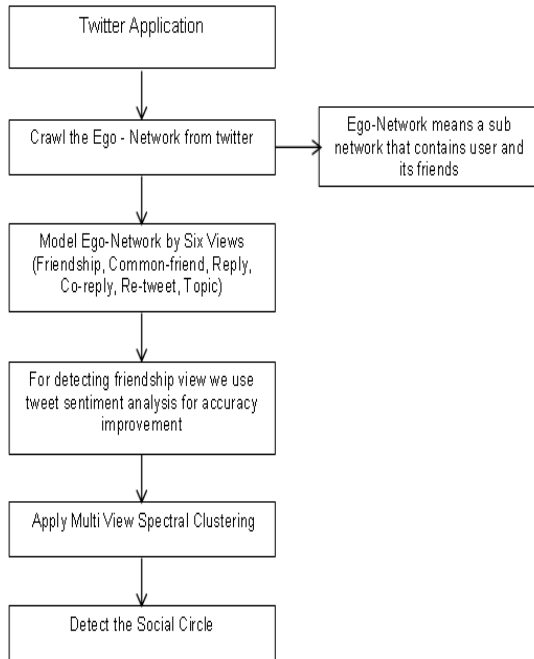 Twitter Application
Crawl the Ego - Network from twitter
Ego-Network means a sub
network that contains user and
its friends
Model Ego-Network by Six Views
(Friendship, Common-friend, Reply,
Co-reply, Re-tweet, Topic)
For detecting friendship view we use
tweet sentiment analysis for accuracy
improvement
Apply Multi View Spectral Clustering
Detect the Social Circle